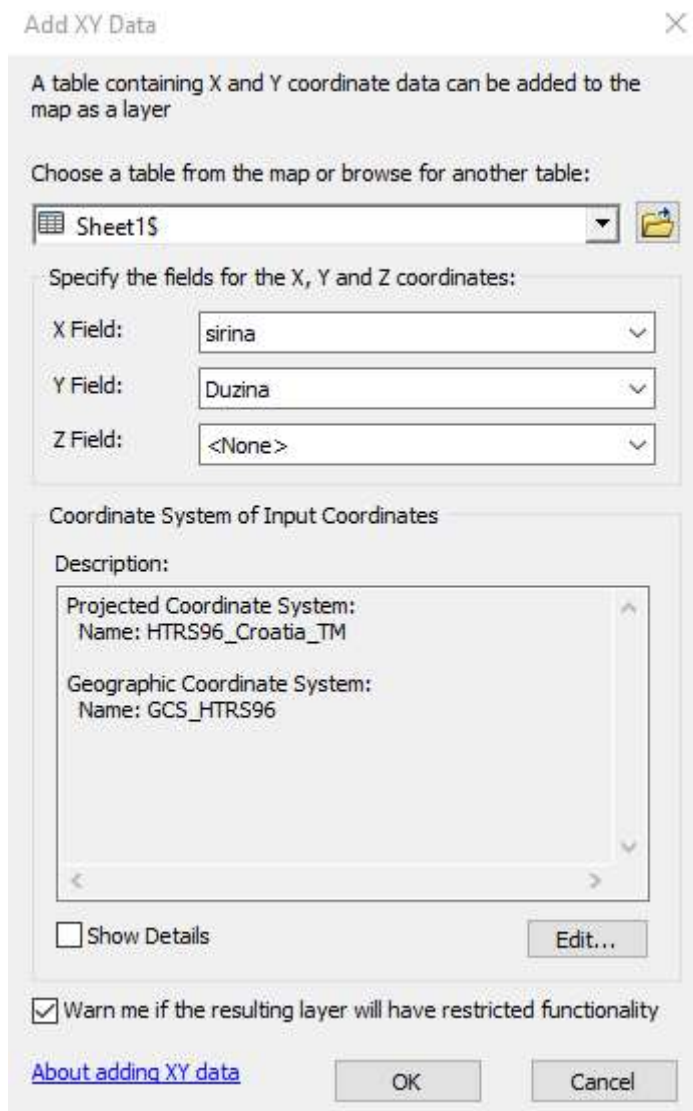 Add XY Data
A table containing X and Y coordinate data can be added to the
map as a layer
Choose a table from the map or browse for another table:
Sheet1$
Specify the fields for the X, Y and Z coordinates:
X Field:
sirina
Y Field:
Duzina
Z Field:
<None>
Coordinate System of Input Coordinates
Description:
Projected Coordinate System:
Name: HTRS96_Croatia_TM
Geographic Coordinate System:
Name: GCS_HTRS96
Show Details
Edit...
Warn me if the resulting layer will have restricted functionality
About adding XY data
OK
Cancel